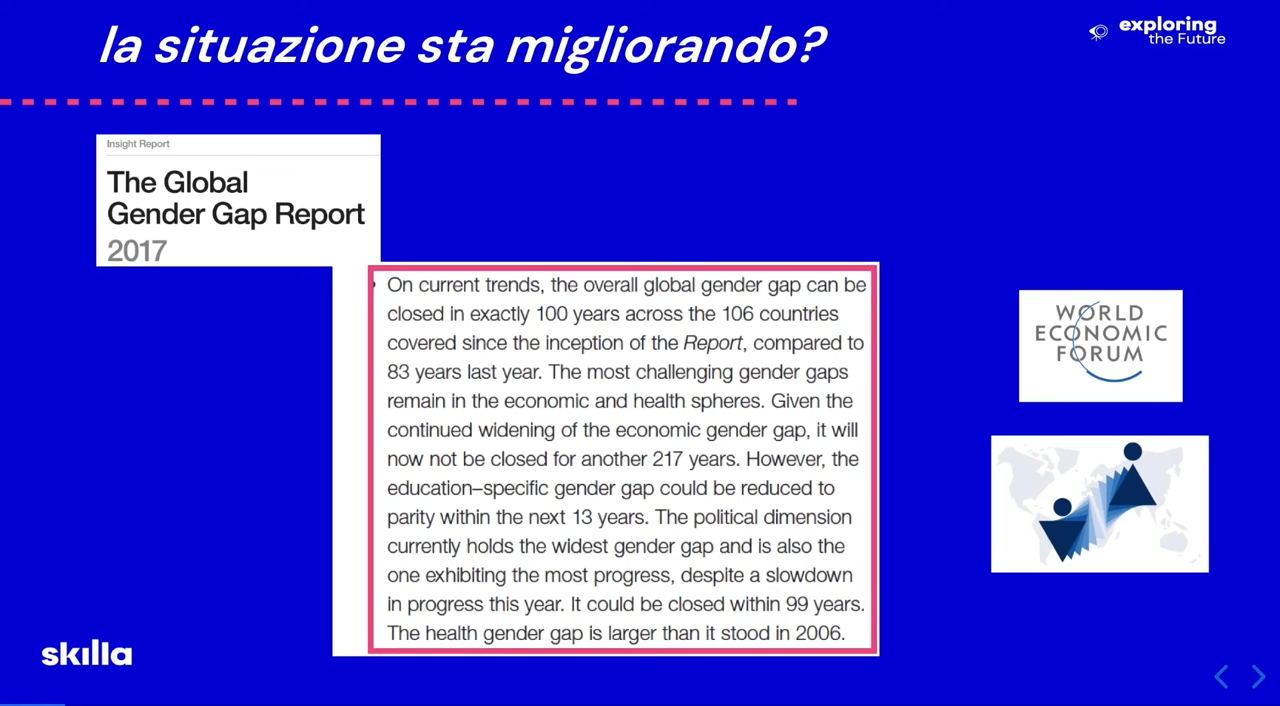 la situazione sta migliorando?
exploring
the Future
Insight Report
The Global
Gender Gap Report
2017
On current trends, the overall global gender gap can be
closed in exactly 100 years across the 106 countries
covered since the inception of the Report, compared to
83 years last year. The most challenging gender gaps
remain in the economic and health spheres. Given the
continued widening of the economic gender gap, it will
now not be closed for another 217 years. However, the
education–specific gender gap could be reduced to
parity within the next 13 years. The political dimension
currently holds the widest gender gap and is also the
one exhibiting the most progress, despite a slowdown
in progress this year. It could be closed within 99 years.
The health gender gap is larger than it stood in 2006.
WORLD
ECONOMIC
FORUM
skilla